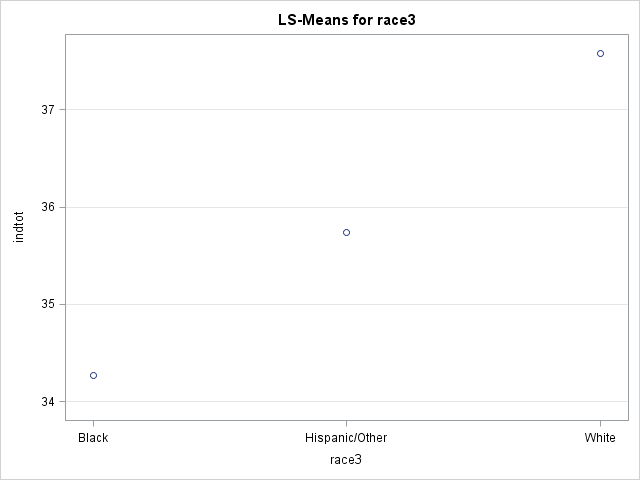 LS-Means for race3
37
36
35
34
indtot
Black
Hispanic/Other
White
race3